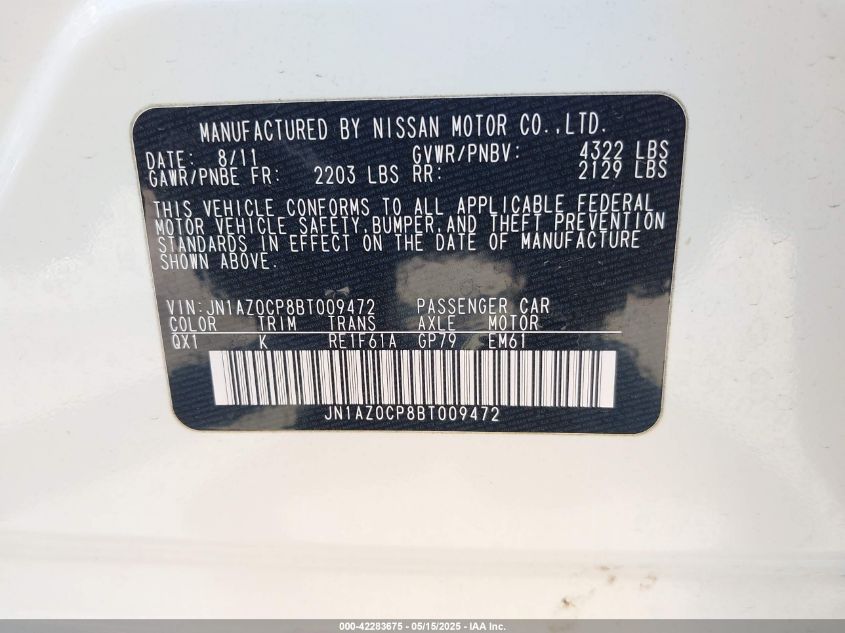 MANUFACTURED BY NISSAN MOTOR CO.,LTD.
DATE: 8/11 GVWR/PNBV: 4322 LBS
GAWR/PNBE FR: 2203 LBS RR: 2129 LBS
THIS VEHICLE CONFORMS TO ALL APPLICABLE FEDERAL
MOTOR VEHICLE SAFETY,BUMPER,AND THEFT PREVENTION
STANDARDS IN EFFECT ON THE DATE OF MANUFACTURE
SHOWN ABOVE.
VIN:JN1AZ0CP8BT009472 PASSENGER CAR
COLOR TRIM TRANS AXLE MOTOR
QX1 K RE1F61A GP79 EM61
JN1AZ0CP8BT009472
000-42283675 - 05/15/2025 - IAA Inc.